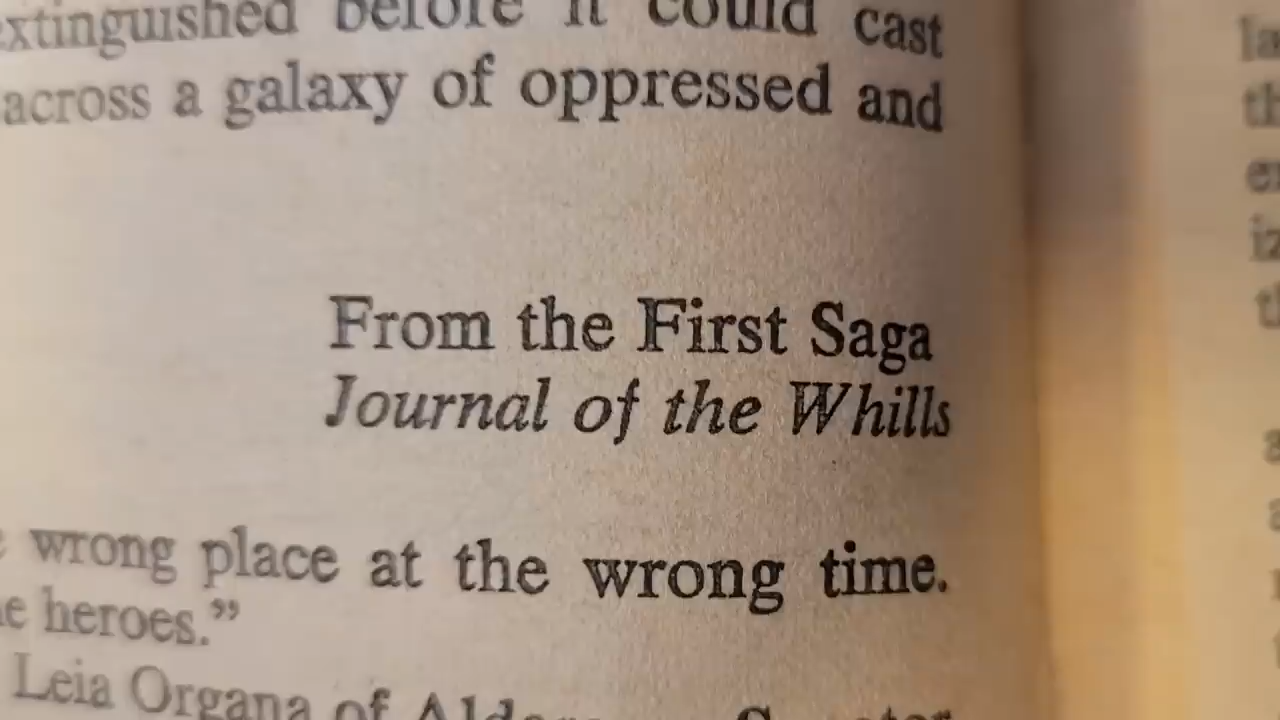 extinguished before it could cast
across a galaxy of oppressed and
From the First Saga
Journal of the Whills
wrong place at the wrong time.
heroes.”
Leia Organa of